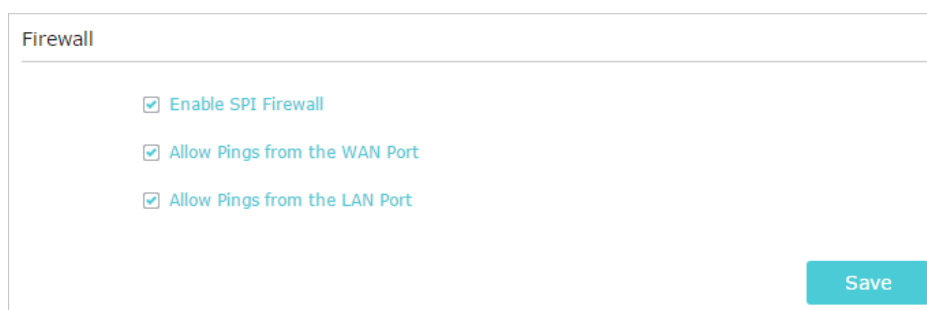 Firewall
Enable SPI Firewall
Allow Pings from the WAN Port
Allow Pings from the LAN Port
Save